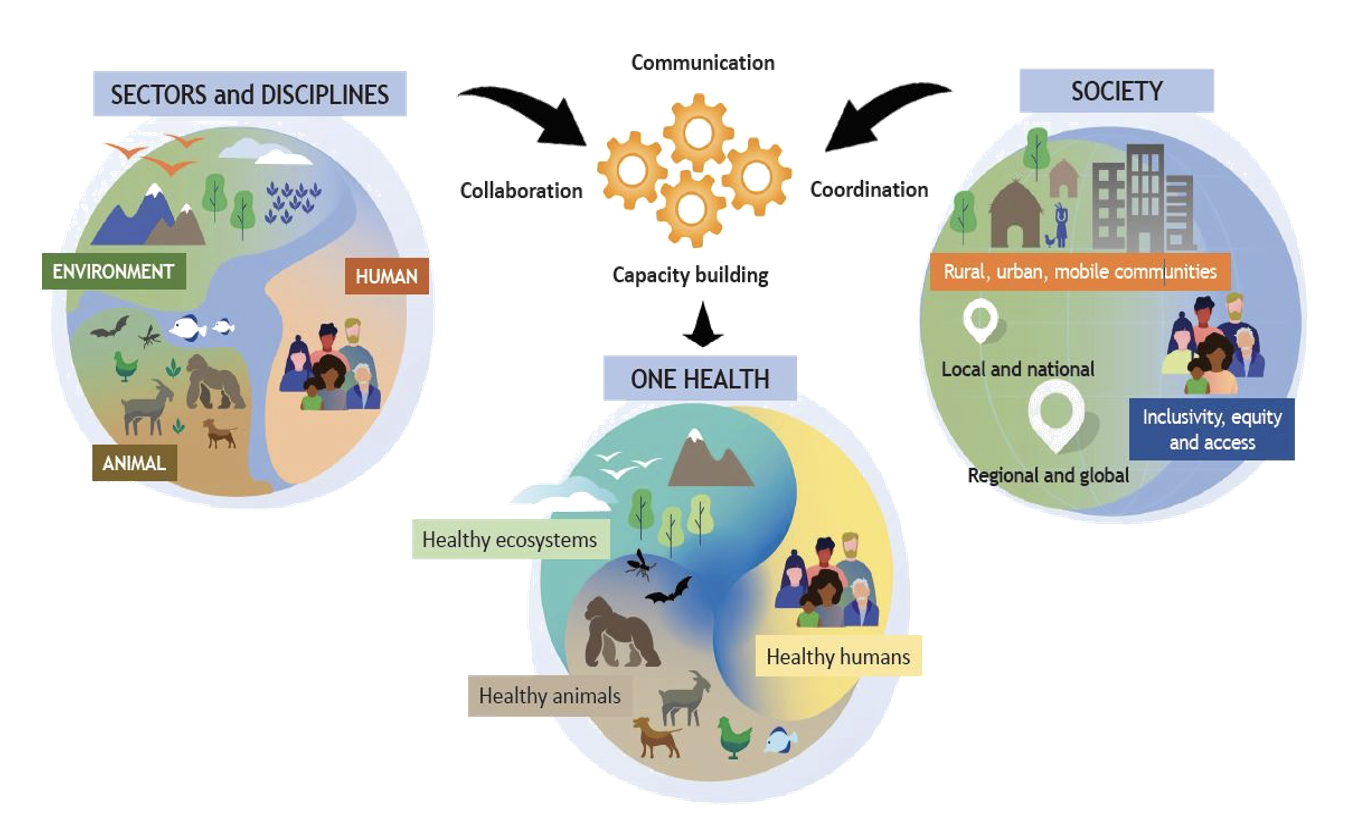 Communication
SECTORS and DISCIPLINES
SOCIETY
Collaboration
Coordination
ENVIRONMENT
HUMAN
Capacity building
Rural, urban, mobile communities
Local and national
ONE HEALTH
Inclusivity, equity
and access
ANIMAL
Regional and global
Healthy ecosystems
Healthy humans
Healthy animals